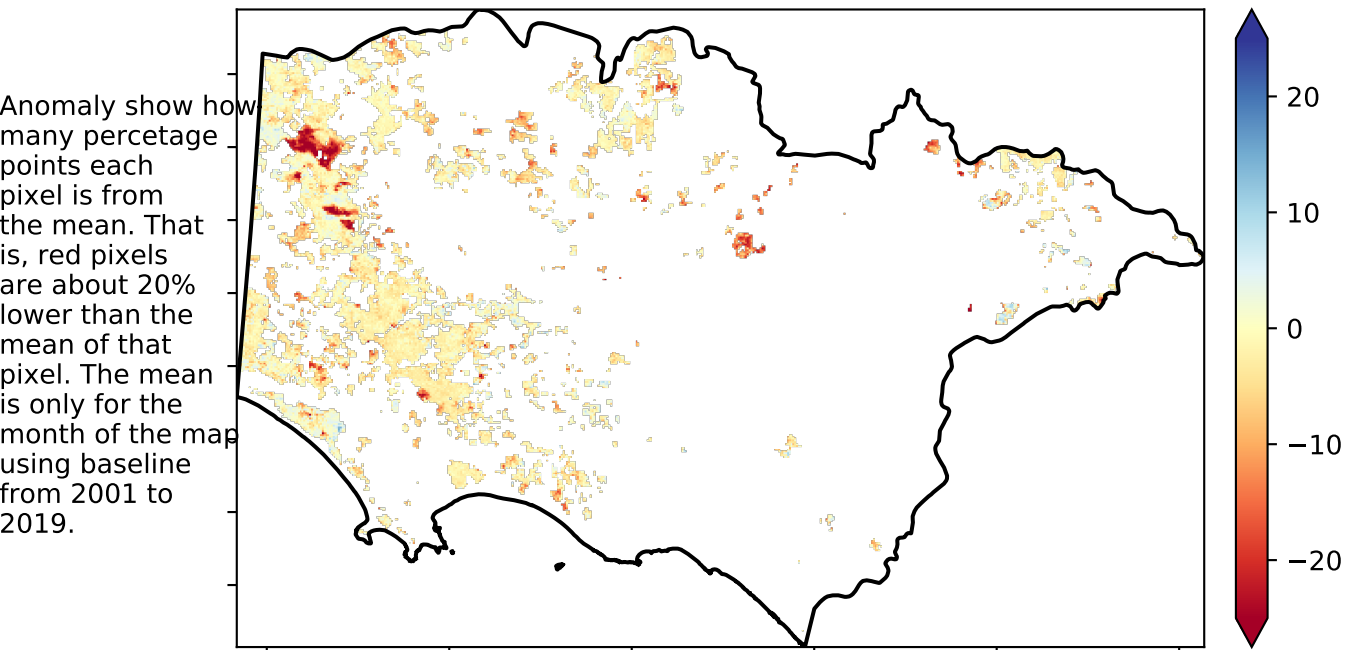 Anomaly show how
many percetage
points each
pixel is from
the mean. That
is, red pixels
are about 20%
lower than the
mean of that
pixel. The mean
is only for the
month of the map
using baseline
from 2001 to
2019.
20
10
0
−10
−20